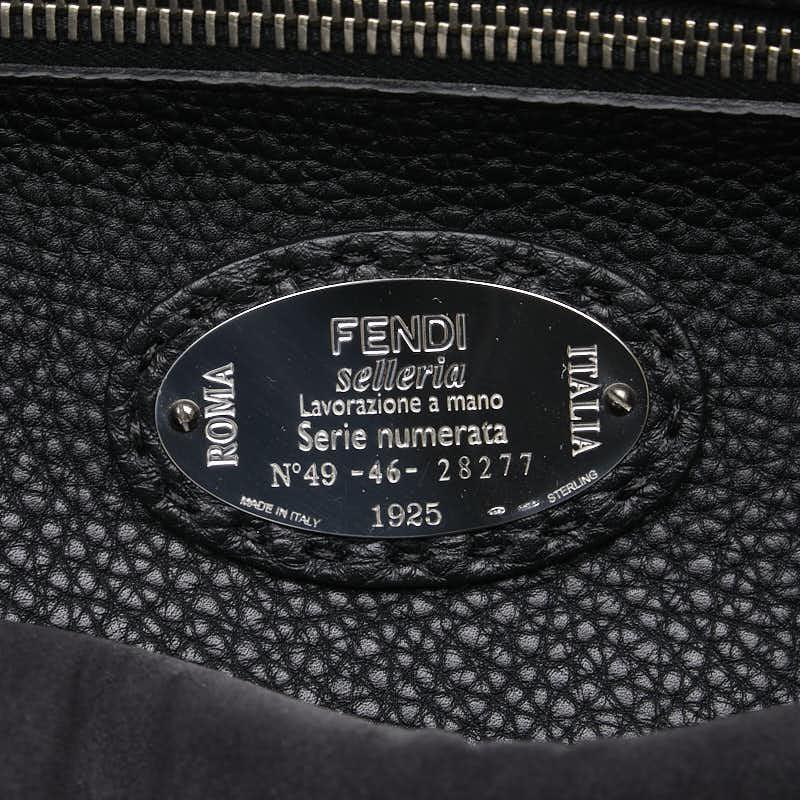 FENDI
selleria
Lavorazione a mano
Serie numerata
N°49 -46- 28277
1925
ROMA
ITALIA
MADE IN ITALY
STERLING